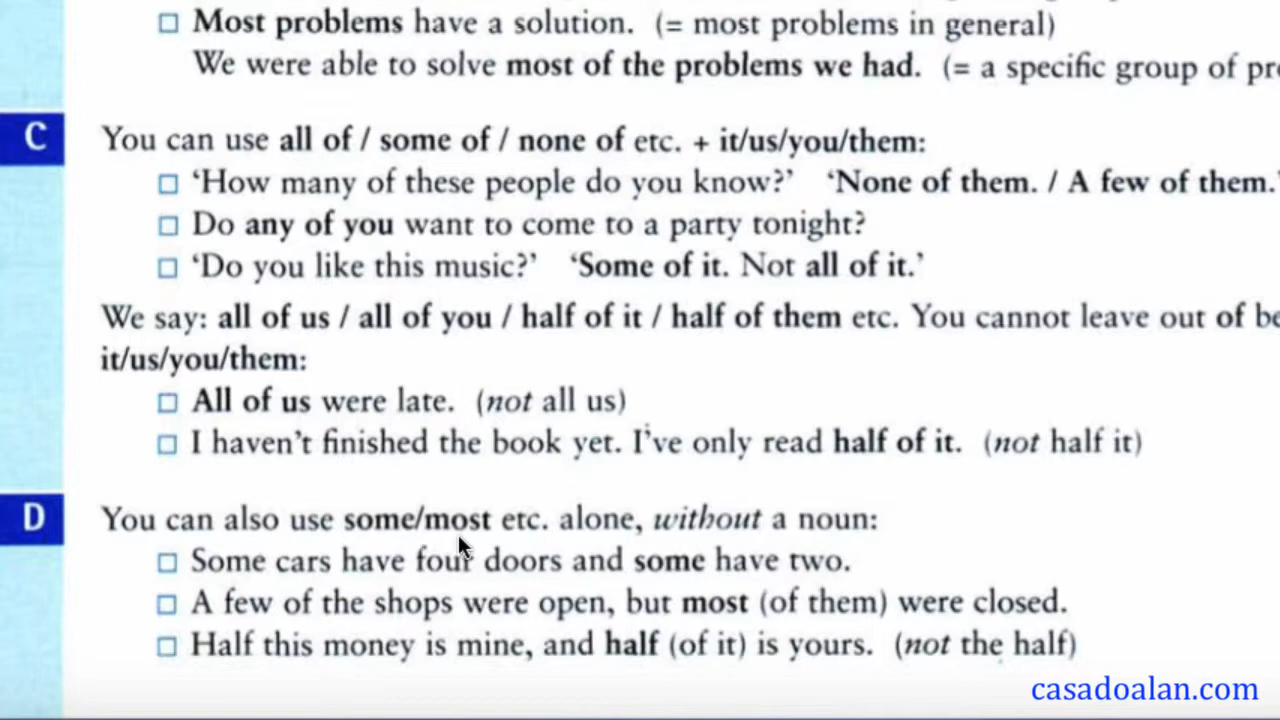 Most problems have a solution. (= most problems in general)
We were able to solve most of the problems we had. (= a specific group of pr
C
You can use all of / some of / none of etc. + it/us/you/them:
‘How many of these people do you know?’ ‘None of them. / A few of them.’
Do any of you want to come to a party tonight?
‘Do you like this music?’ ‘Some of it. Not all of it.’
We say: all of us / all of you / half of it / half of them etc. You cannot leave out of be
it/us/you/them:
All of us were late. (not all us)
I haven’t finished the book yet. I’ve only read half of it. (not half it)
D
You can also use some/most etc. alone, without a noun:
Some cars have four doors and some have two.
A few of the shops were open, but most (of them) were closed.
Half this money is mine, and half (of it) is yours. (not the half)
casadoalan.com